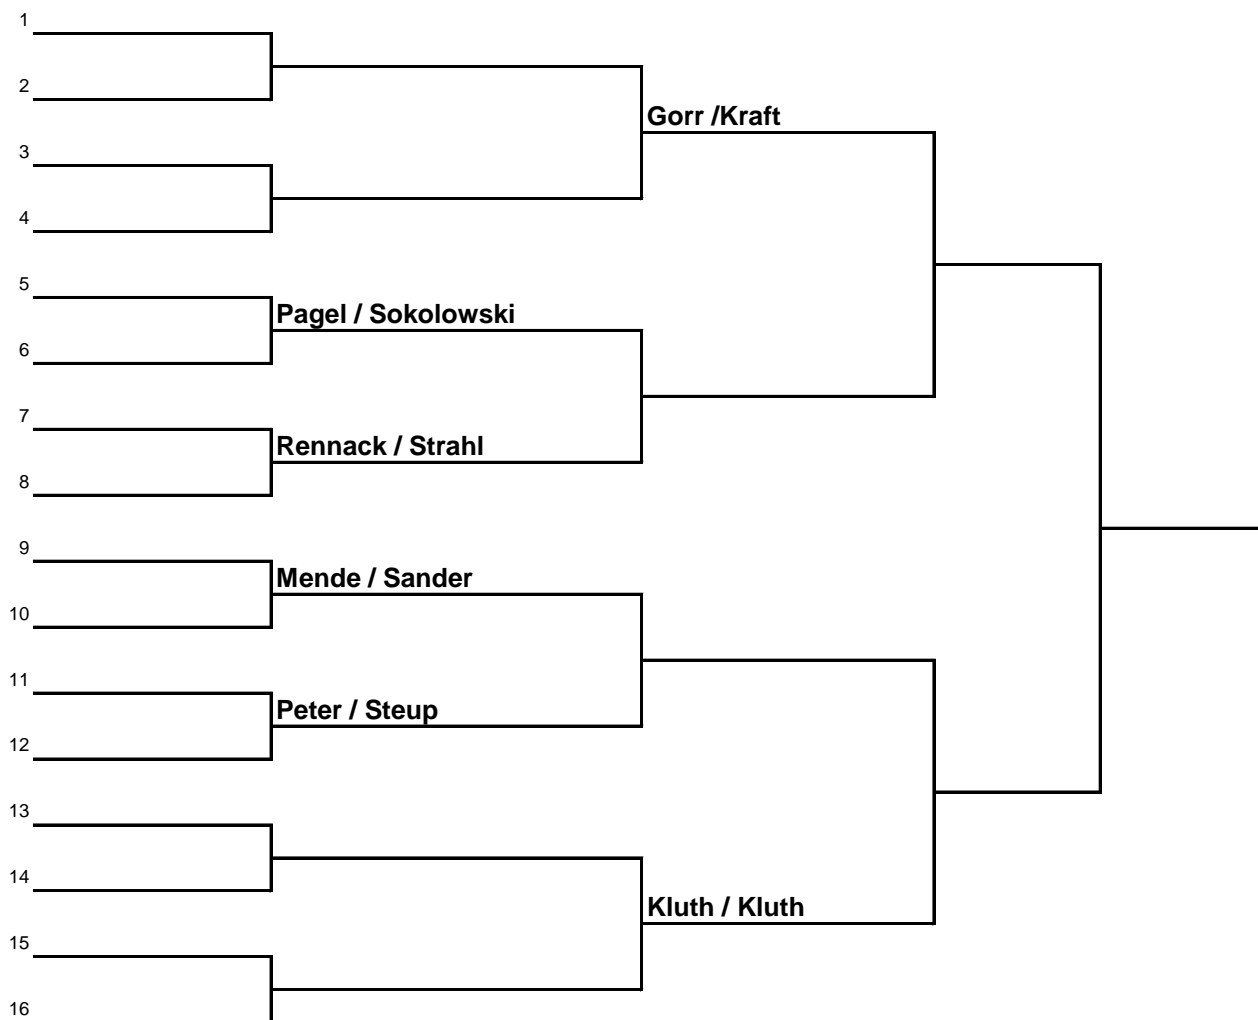 1
2
Gorr /Kraft
3
4
5
Pagel / Sokolowski
6
7
Rennack / Strahl
8
9
Mende / Sander
10
11
Peter / Steup
12
13
14
Kluth / Kluth
15
16